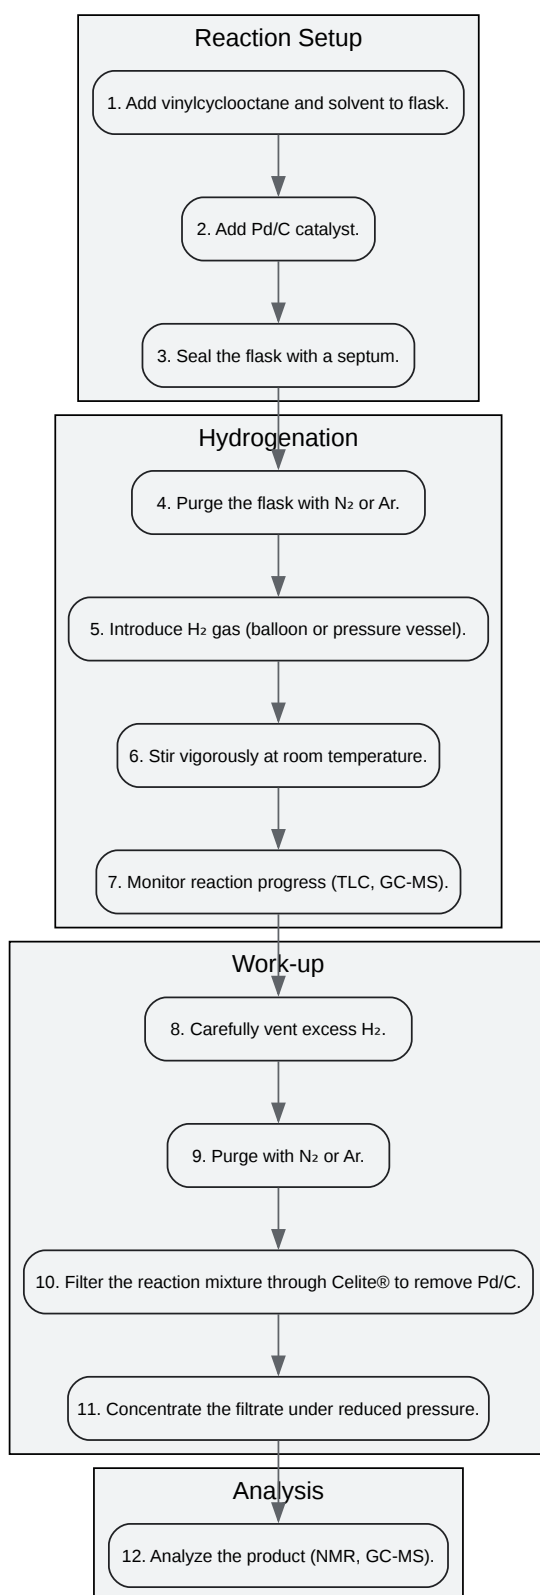 Reaction Setup
1. Add vinylcyclooctane and solvent to flask.
2. Add Pd/C catalyst.
3. Seal the flask with a septum.
Hydrogenation
4. Purge the flask with N₂ or Ar.
5. Introduce H₂ gas (balloon or pressure vessel).
6. Stir vigorously at room temperature.
7. Monitor reaction progress (TLC, GC-MS).
Work-up
8. Carefully vent excess H₂.
9. Purge with N₂ or Ar.
10. Filter the reaction mixture through Celite® to remove Pd/C.
11. Concentrate the filtrate under reduced pressure.
Analysis
12. Analyze the product (NMR, GC-MS).